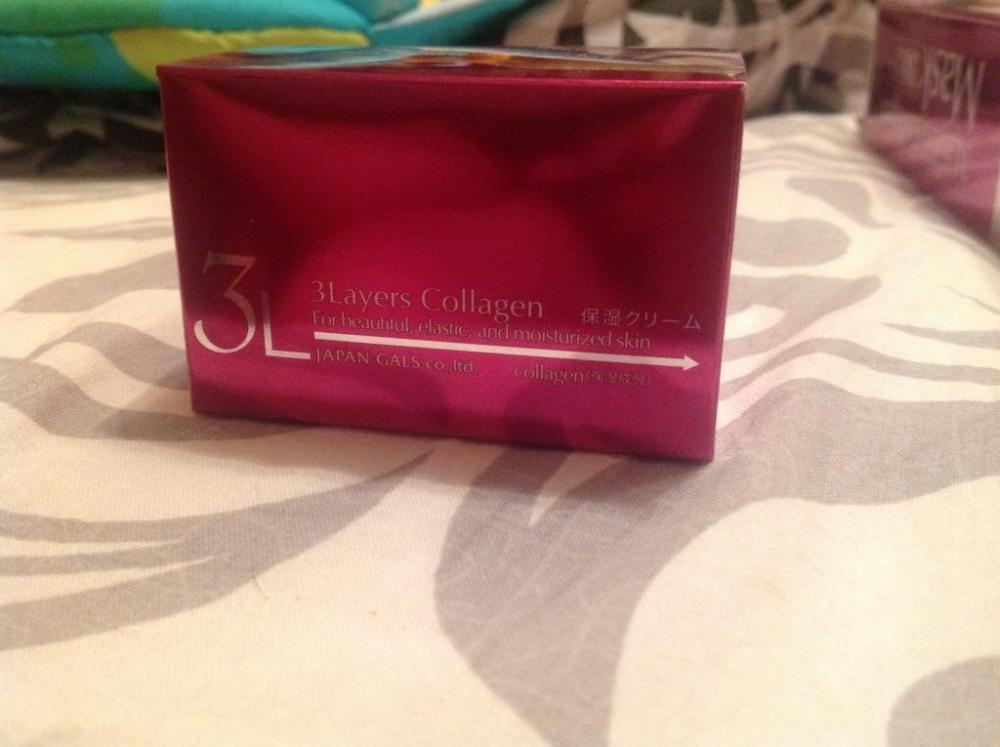 3L
3Layers Collagen 保湿クリーム
For beautiful, elastic, and moisturized skin
JAPAN GALS co.,ltd collagen(保湿成分)